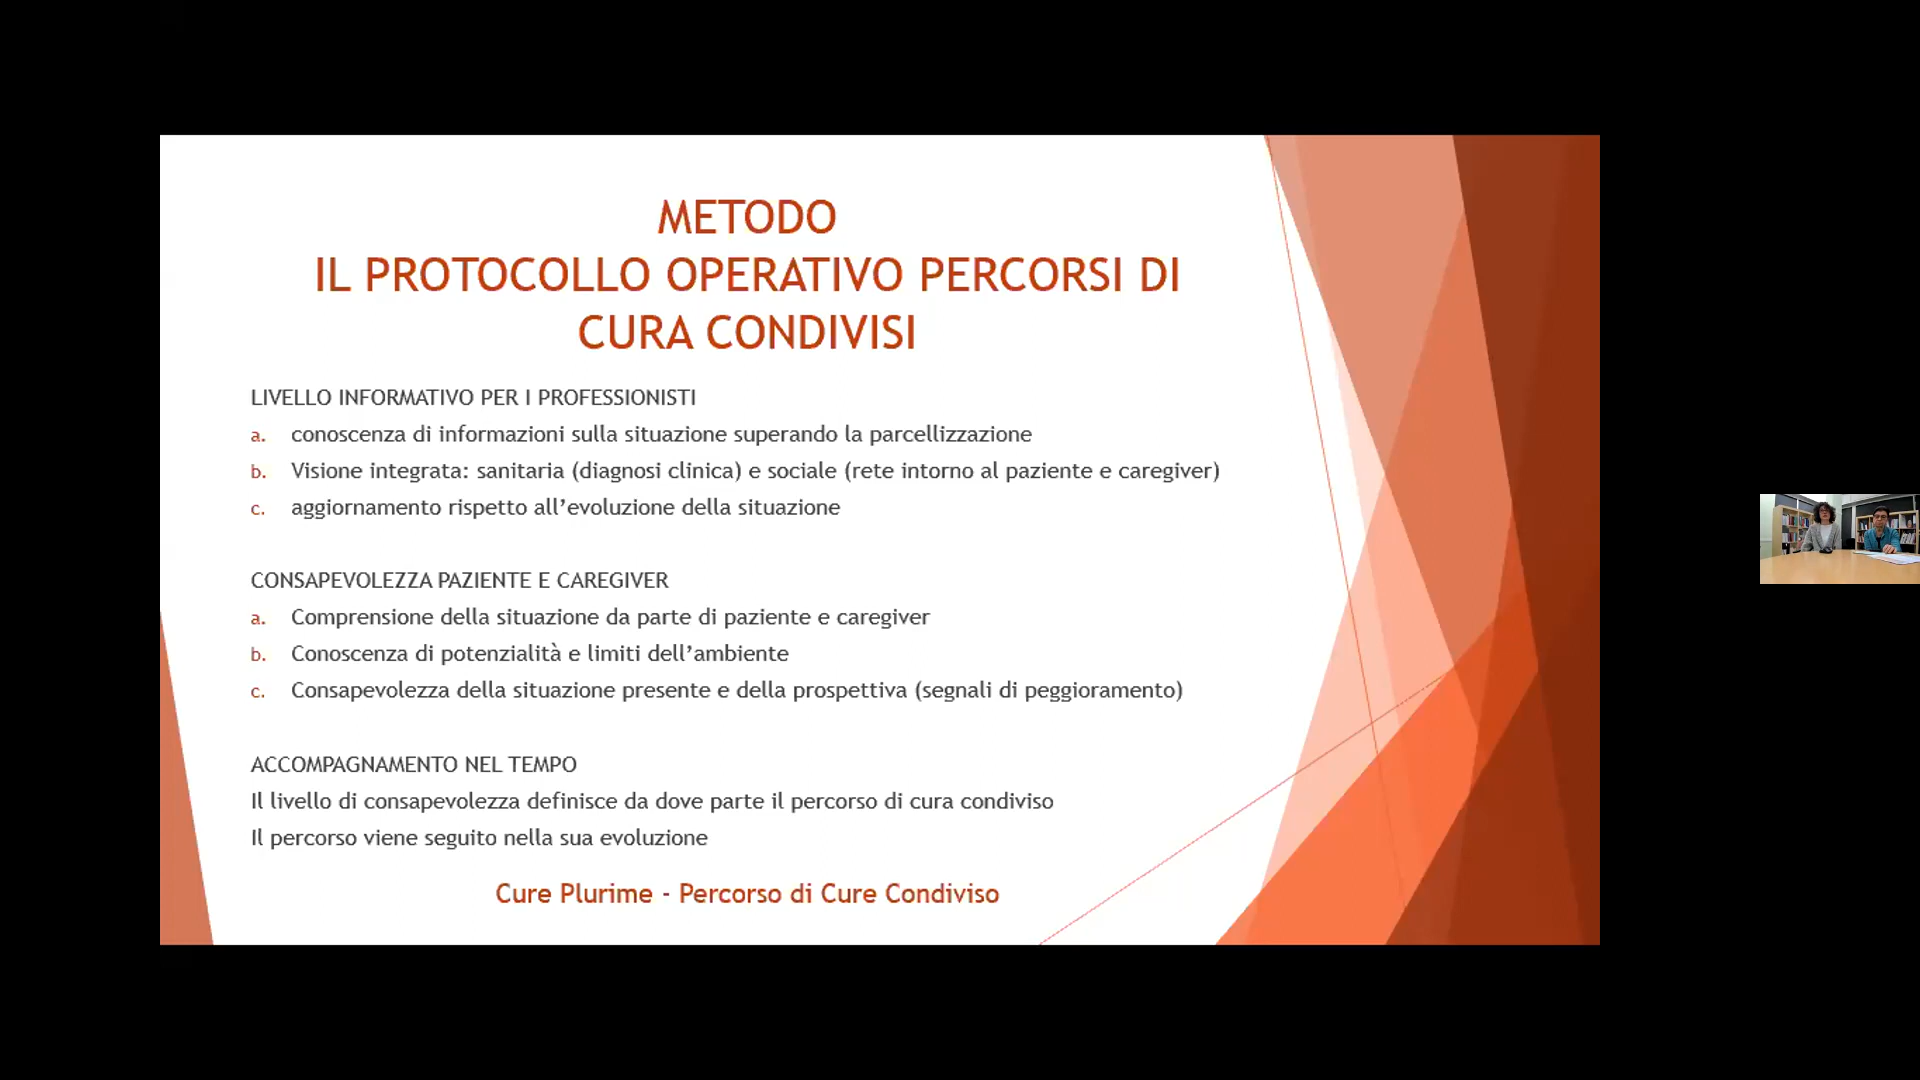 METODO
IL PROTOCOLLO OPERATIVO PERCORSI DI
CURA CONDIVISI
LIVELLO INFORMATIVO PER I PROFESSIONISTI
a. conoscenza di informazioni sulla situazione superando la parcellizzazione
b. Visione integrata: sanitaria (diagnosi clinica) e sociale (rete intorno al paziente e caregiver)
c. aggiornamento rispetto all’evoluzione della situazione
CONSAPEVOLEZZA PAZIENTE E CAREGIVER
a. Comprensione della situazione da parte di paziente e caregiver
b. Conoscenza di potenzialità e limiti dell’ambiente
c. Consapevolezza della situazione presente e della prospettiva (segnali di peggioramento)
ACCOMPAGNAMENTO NEL TEMPO
Il livello di consapevolezza definisce da dove parte il percorso di cura condiviso
Il percorso viene seguito nella sua evoluzione
Cure Plurime - Percorso di Cure Condiviso